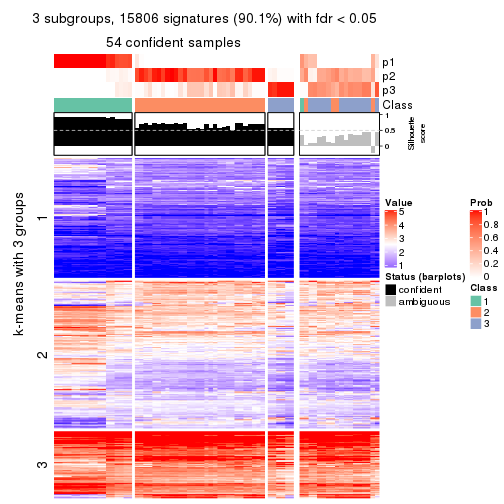 3 subgroups, 15806 signatures (90.1%) with fdr < 0.05
54 confident samples
p1
p2
p3
Class
1
0.5
0
Silhouette
score
k-means with 3 groups
1
2
3
Value
5
4
3
2
1
Status (barplots)
confident
ambiguous
Prob
1
0.8
0.6
0.4
0.2
0
Class
1
2
3